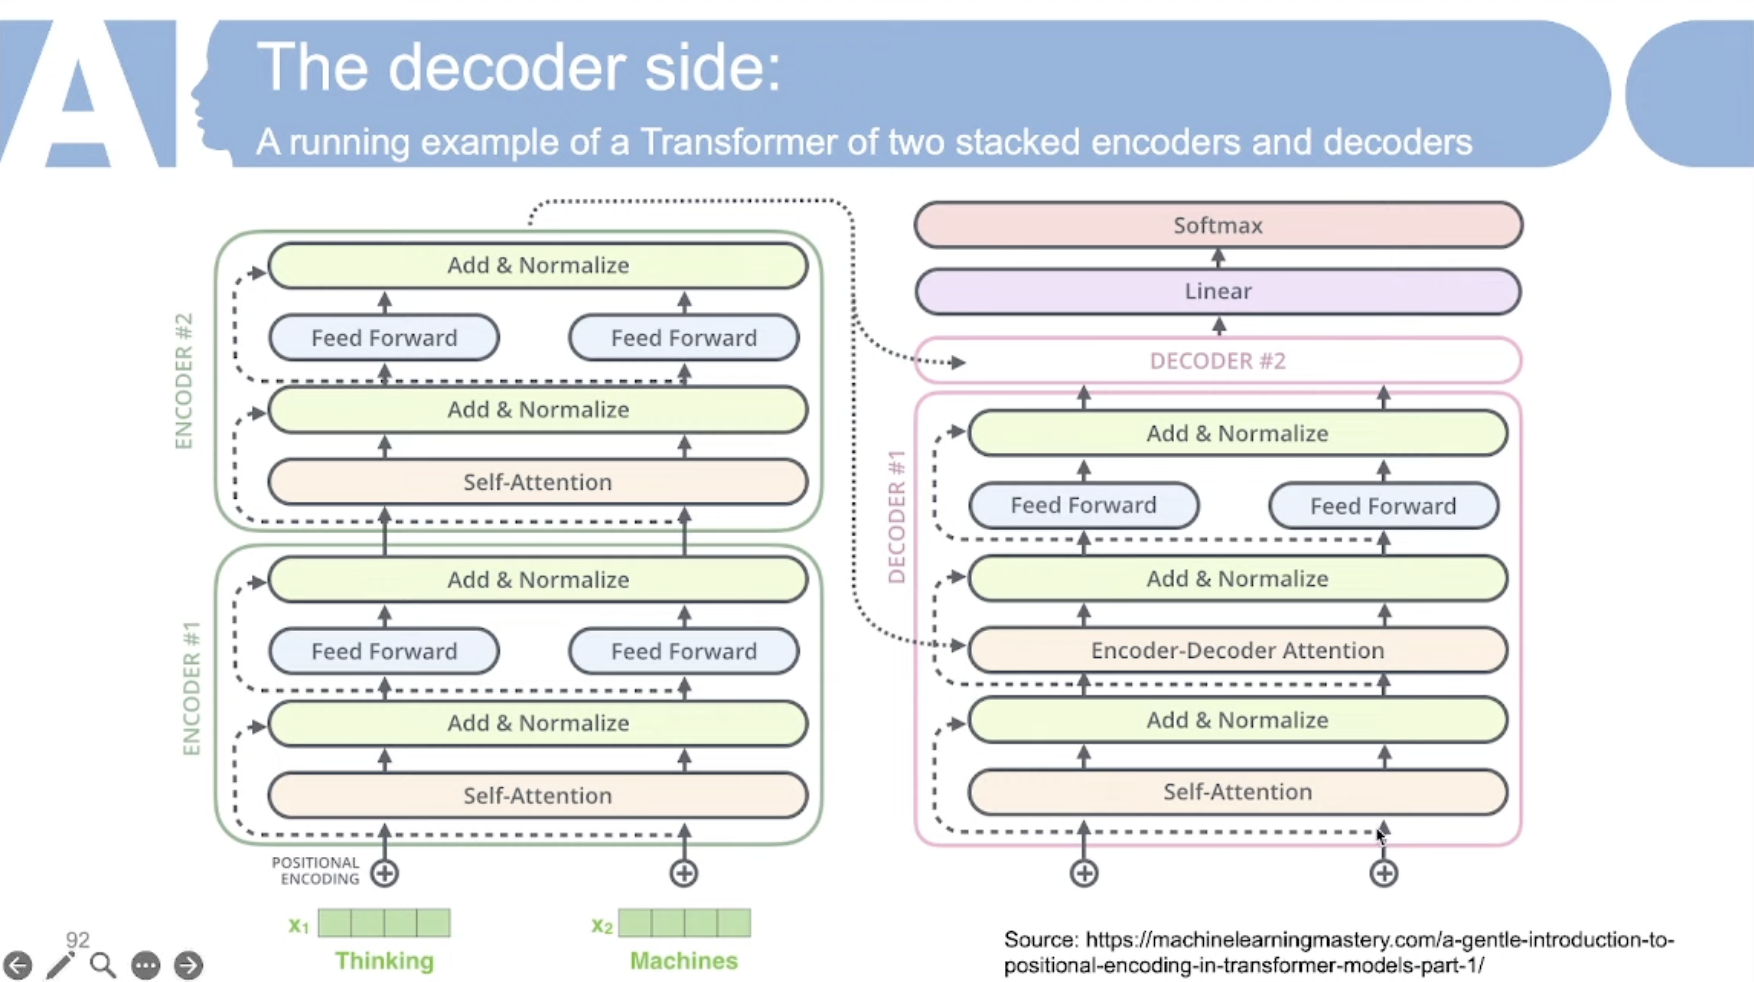 A
The decoder side:
A running example of a Transformer of two stacked encoders and decoders
ENCODER #2
Add & Normalize
Feed Forward
Feed Forward
Add & Normalize
Self-Attention
ENCODER #1
Add & Normalize
Feed Forward
Feed Forward
Add & Normalize
Self-Attention
POSITIONAL
ENCODING
x₁
x₂
Thinking
Machines
Softmax
Linear
DECODER #2
DECODER #1
Add & Normalize
Feed Forward
Feed Forward
Add & Normalize
Encoder-Decoder Attention
Add & Normalize
Self-Attention
Source: https://machinelearningmastery.com/a-gentle-introduction-to-
positional-encoding-in-transformer-models-part-1/
92